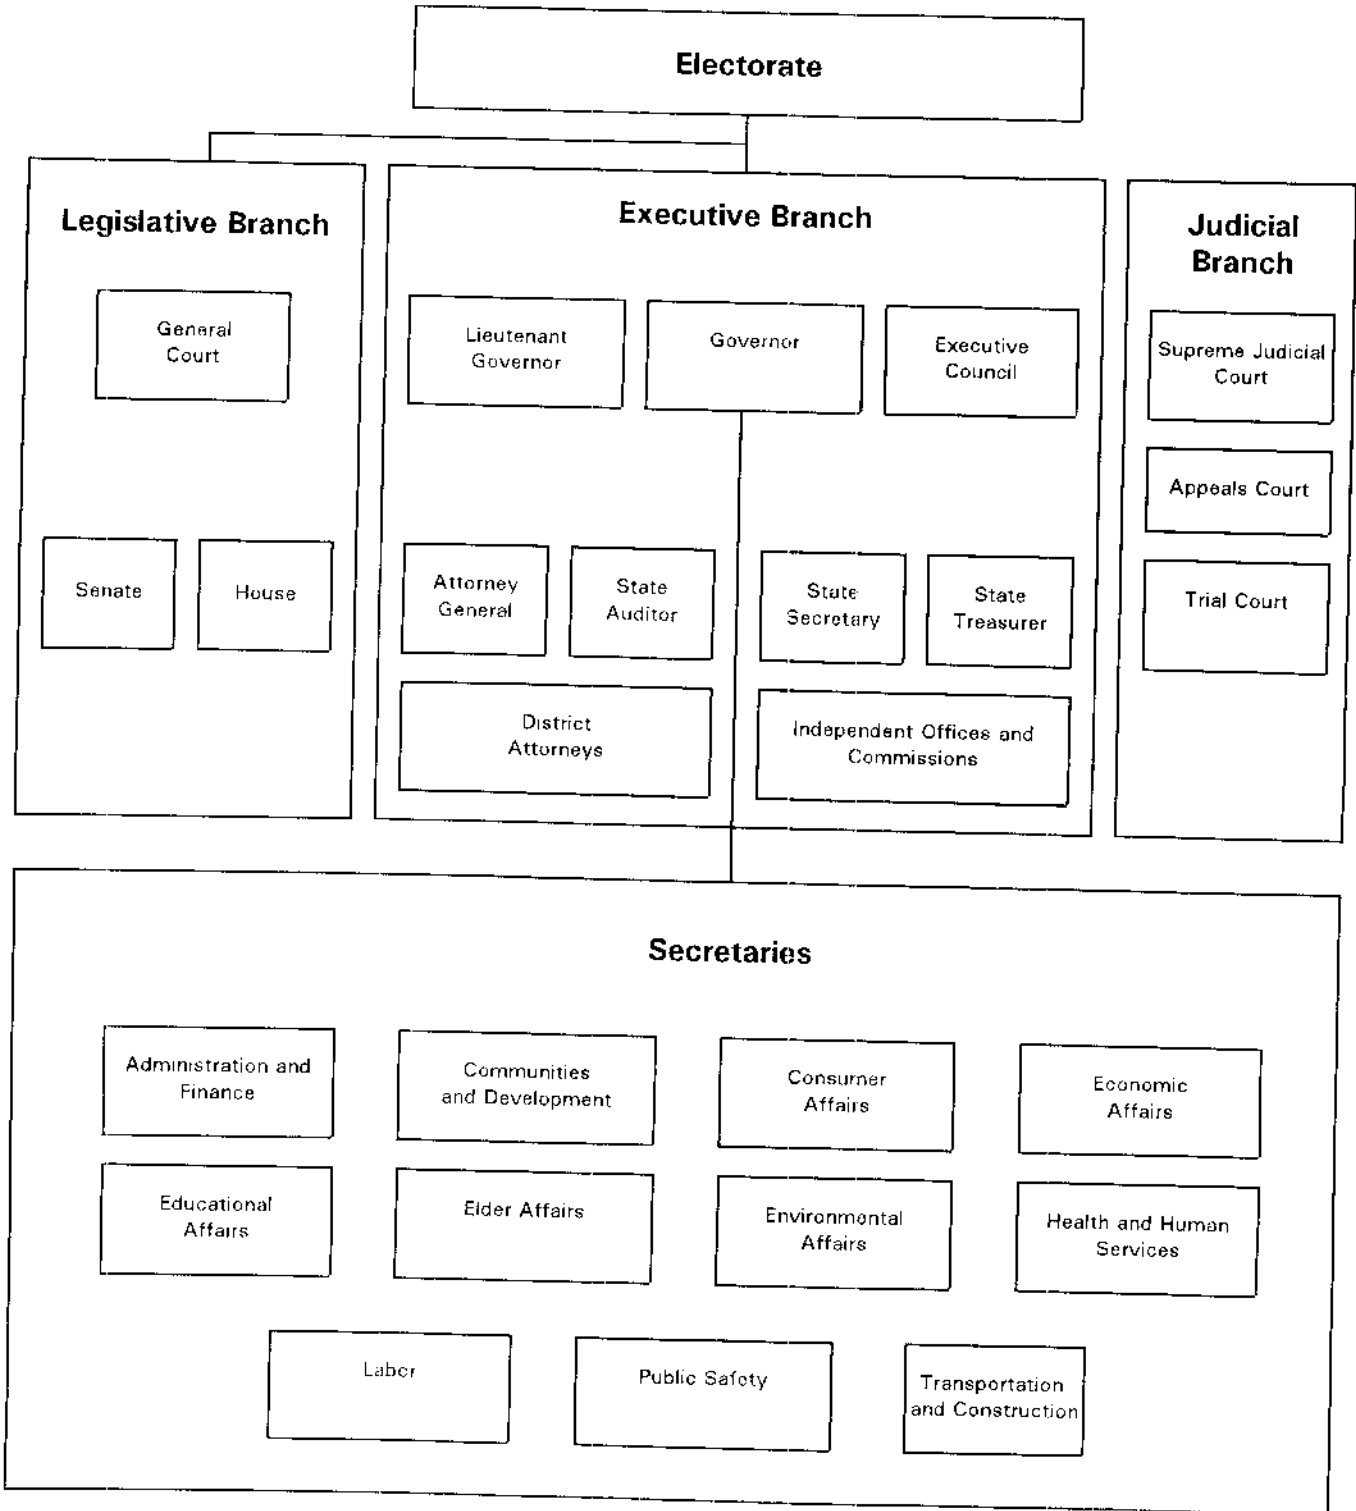 Electorate
Legislative Branch
General
Court
Senate
House
Executive Branch
Lieutenant
Governor
Governor
Executive
Council
Attorney
General
State
Auditor
State
Secretary
State
Treasurer
District
Attorneys
Independent Offices and
Commissions
Judicial
Branch
Supreme Judicial
Court
Appeals Court
Trial Court
Secretaries
Administration and
Finance
Communities
and Development
Consumer
Affairs
Economic
Affairs
Educational
Affairs
Elder Affairs
Environmental
Affairs
Health and Human
Services
Labor
Public Safety
Transportation
and Construction